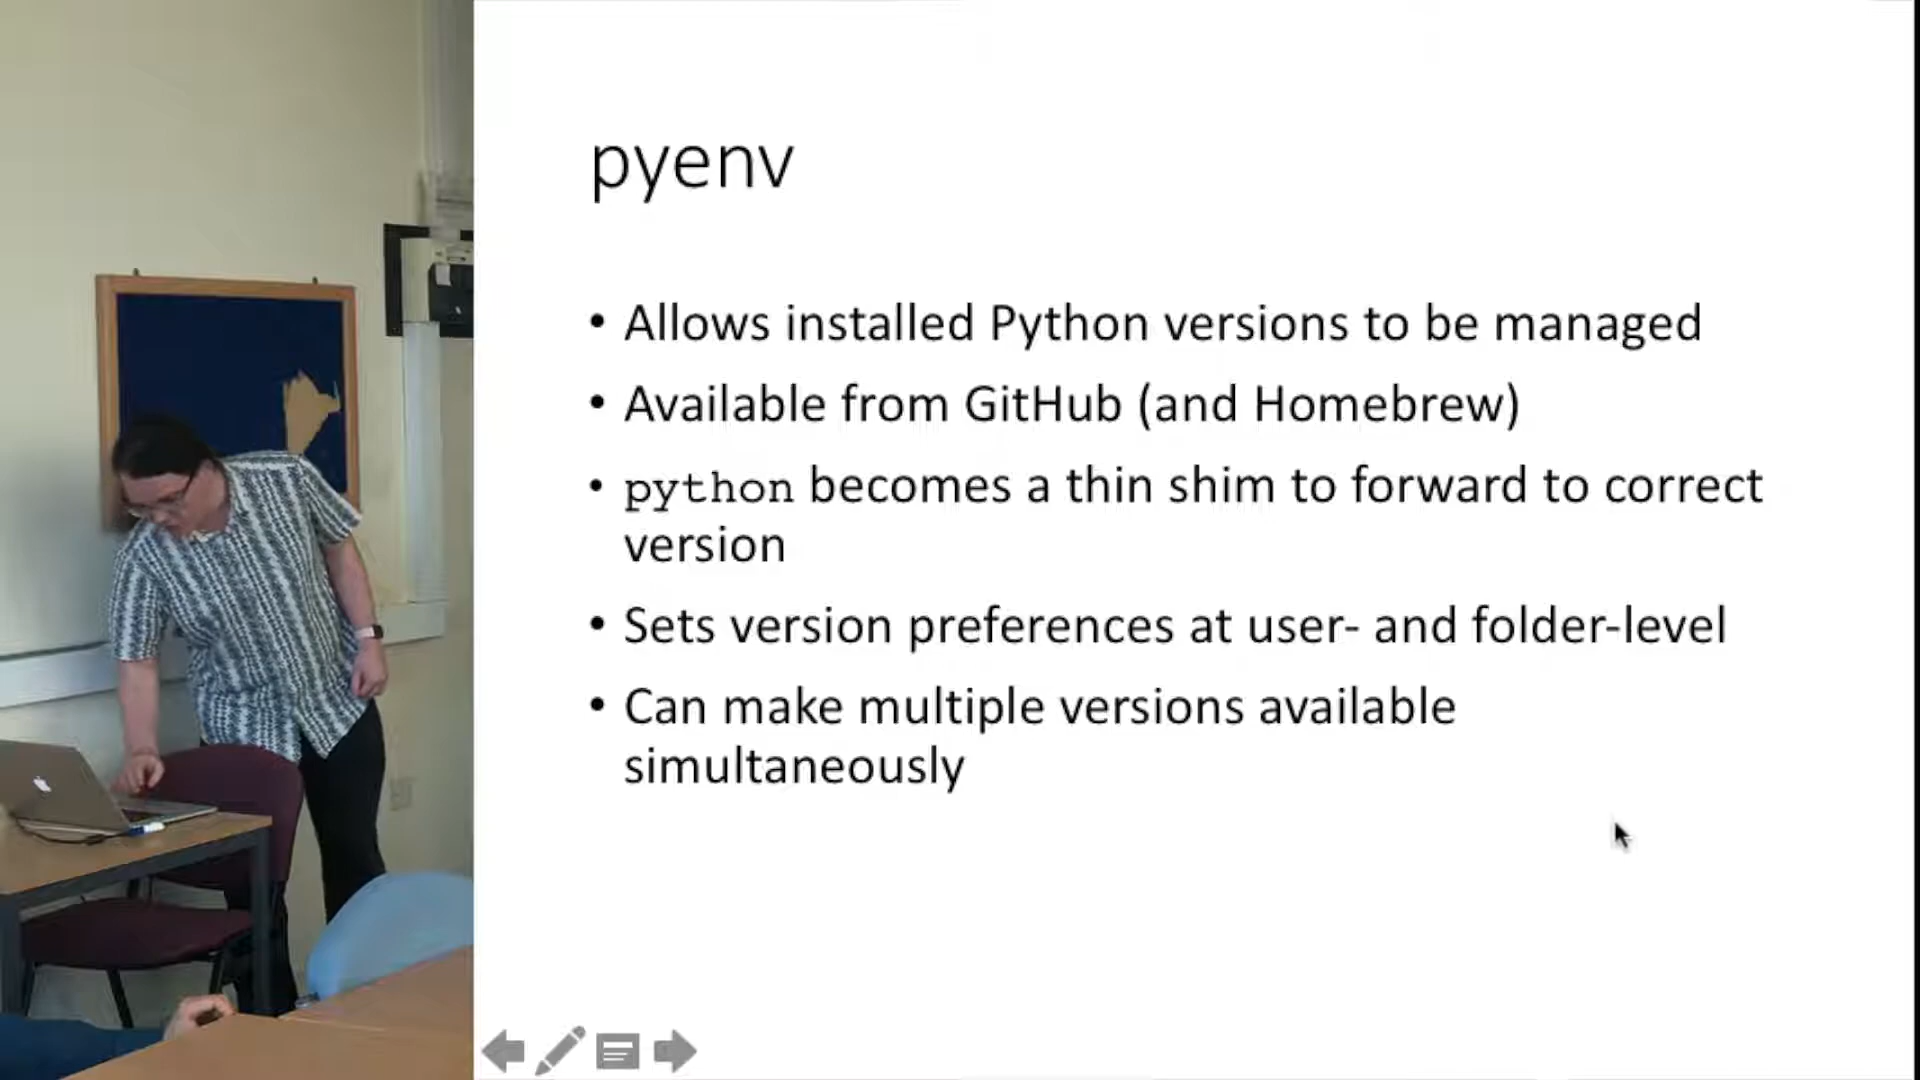 pyenv
• Allows installed Python versions to be managed
• Available from GitHub (and Homebrew)
• python becomes a thin shim to forward to correct
version
• Sets version preferences at user- and folder-level
• Can make multiple versions available
simultaneously